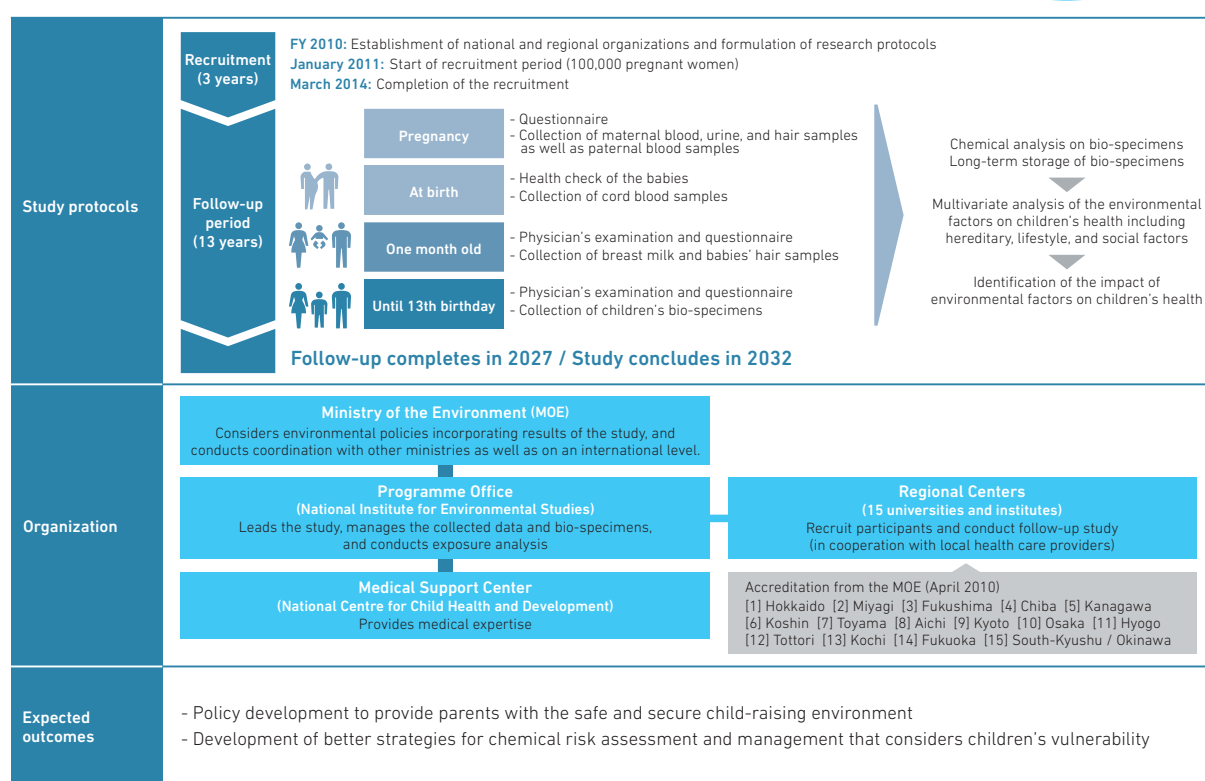 Study protocols
Recruitment
(3 years)
FY 2010: Establishment of national and regional organizations and formulation of research protocols
January 2011: Start of recruitment period (100,000 pregnant women)
March 2014: Completion of the recruitment
Follow-up
period
(13 years)
Pregnancy
- Questionnaire
- Collection of maternal blood, urine, and hair samples
as well as paternal blood samples
At birth
- Health check of the babies
- Collection of cord blood samples
One month old
- Physician's examination and questionnaire
- Collection of breast milk and babies' hair samples
Until 13th birthday
- Physician's examination and questionnaire
- Collection of children's bio-specimens
Chemical analysis on bio-specimens
Long-term storage of bio-specimens
Multivariate analysis of the environmental
factors on children's health including
hereditary, lifestyle, and social factors
Identification of the impact of
environmental factors on children's health
Follow-up completes in 2027 / Study concludes in 2032
Organization
Ministry of the Environment (MOE)
Considers environmental policies incorporating results of the study, and
conducts coordination with other ministries as well as on an international level.
Programme Office
(National Institute for Environmental Studies)
Leads the study, manages the collected data and bio-specimens,
and conducts exposure analysis
Medical Support Center
(National Centre for Child Health and Development)
Provides medical expertise
Regional Centers
(15 universities and institutes)
Recruit participants and conduct follow-up study
(in cooperation with local health care providers)
Accreditation from the MOE (April 2010)
[1] Hokkaido [2] Miyagi [3] Fukushima [4] Chiba [5] Kanagawa
[6] Koshin [7] Toyama [8] Aichi [9] Kyoto [10] Osaka [11] Hyogo
[12] Tottori [13] Kochi [14] Fukuoka [15] South-Kyushu / Okinawa
Expected
outcomes
- Policy development to provide parents with the safe and secure child-raising environment
- Development of better strategies for chemical risk assessment and management that considers children's vulnerability